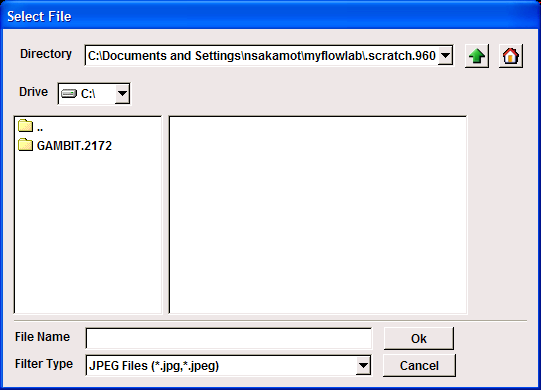 Select File
Directory C:\Documents and Settings\nsakamot\myflowlab\.scratch.960
Drive C:\
..
GAMBIT.2172
File Name Ok
Filter Type JPEG Files (*.jpg,*.jpeg) Cancel